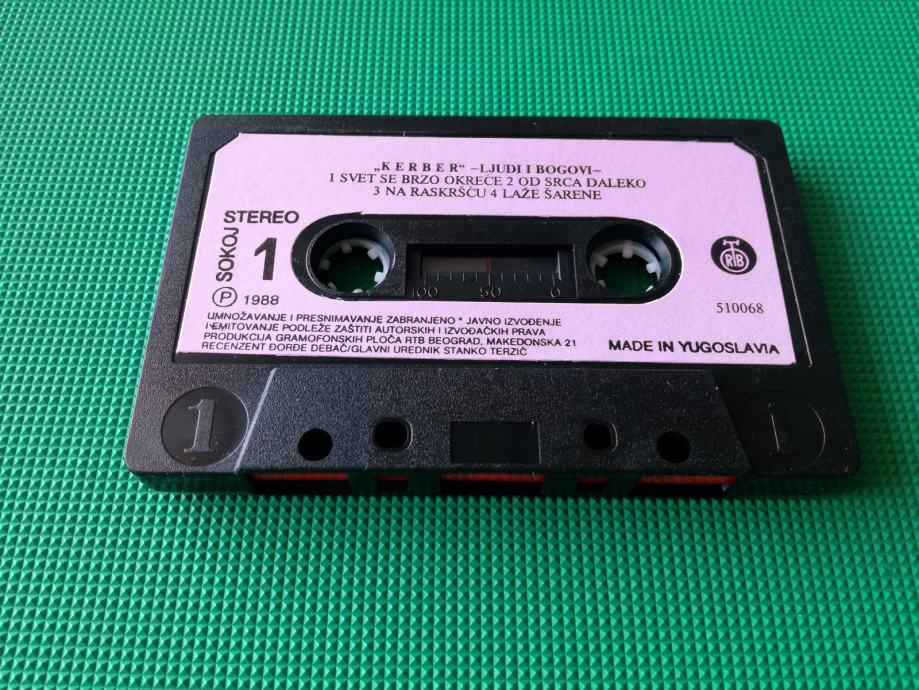 „KERBER“ –LJUDI I BOGOVI–
1 SVET SE BRZO OKREĆE 2 OD SRCA DALEKO
3 NA RASKRŠĆU 4 LAŽE ŠARENE
STEREO
SOKOJ
1
Ⓟ 1988
RTB
510068
100 50 0
UMNOŽAVANJE I PRESNIMAVANJE ZABRANJENO * JAVNO IZVOĐENJE
I EMITOVANJE PODLEŽE ZAŠTITI AUTORSKIH I IZVOĐAČKIH PRAVA
PRODUKCIJA GRAMOFONSKIH PLOČA RTB BEOGRAD, MAKEDONSKA 21
RECENZENT ĐORĐE DEBAČ/GLAVNI UREDNIK STANKO TERZIĆ
MADE IN YUGOSLAVIA
1
1